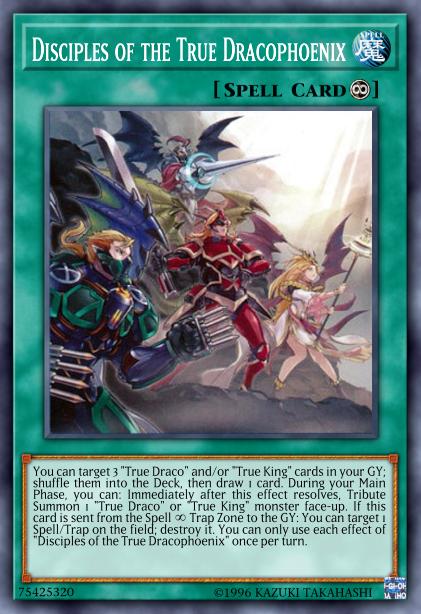 DISCIPLES OF THE TRUE DRACOPHOENIX
SPELL
魔
[SPELL CARD∞]
You can target 3 "True Draco" and/or "True King" cards in your GY;
shuffle them into the Deck, then draw 1 card. During your Main
Phase, you can: Immediately after this effect resolves, Tribute
Summon 1 "True Draco" or "True King" monster face-up. If this
card is sent from the Spell ∞ Trap Zone to the GY: You can target 1
Spell/Trap on the field; destroy it. You can only use each effect of
"Disciples of the True Dracophoenix" once per turn.
75425320
©1996 KAZUKI TAKAHASHI